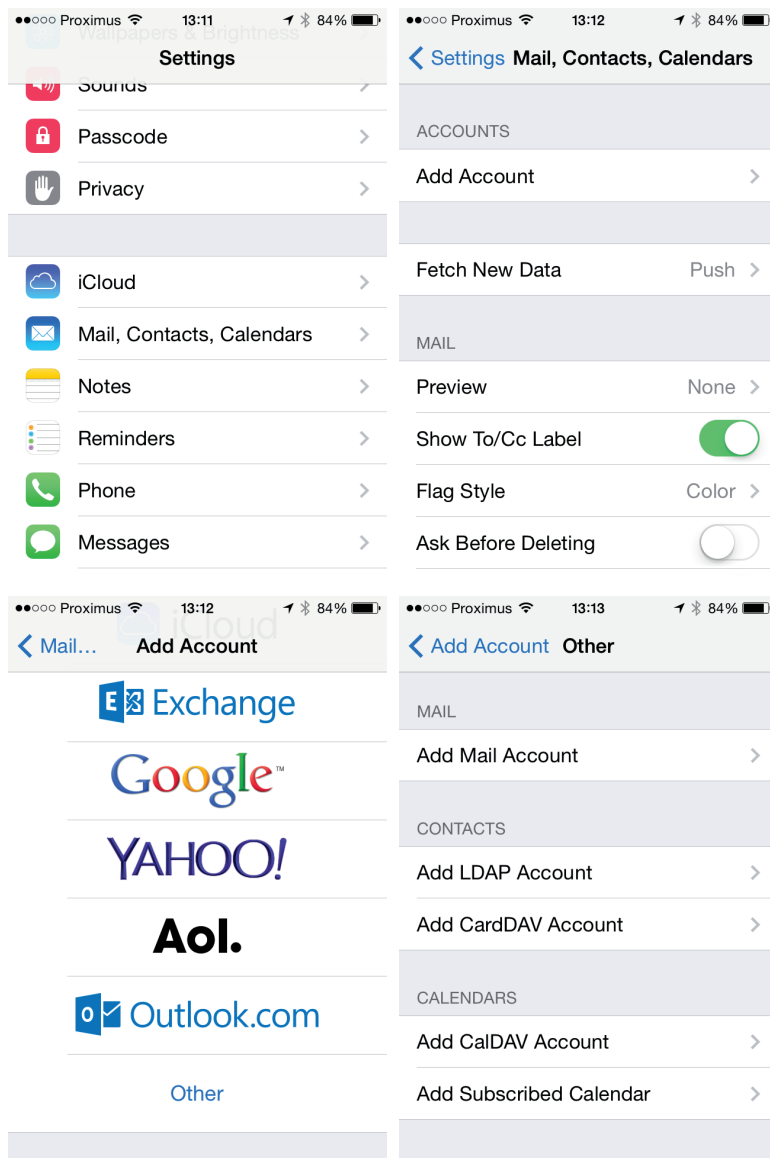 Proximus 13:11 84%
Wallpapers & Brightness
Settings
Sounds
Passcode
Privacy
iCloud
Mail, Contacts, Calendars
Notes
Reminders
Phone
Messages
Proximus 13:12 84%
Settings Mail, Contacts, Calendars
ACCOUNTS
Add Account
Fetch New Data Push
MAIL
Preview None
Show To/Cc Label
Flag Style Color
Ask Before Deleting
Proximus 13:12 84%
iCloud
Mail... Add Account
E Exchange
Google™
YAHOO!
Aol.
o Outlook.com
Other
Proximus 13:13 84%
Add Account Other
MAIL
Add Mail Account
CONTACTS
Add LDAP Account
Add CardDAV Account
CALENDARS
Add CalDAV Account
Add Subscribed Calendar